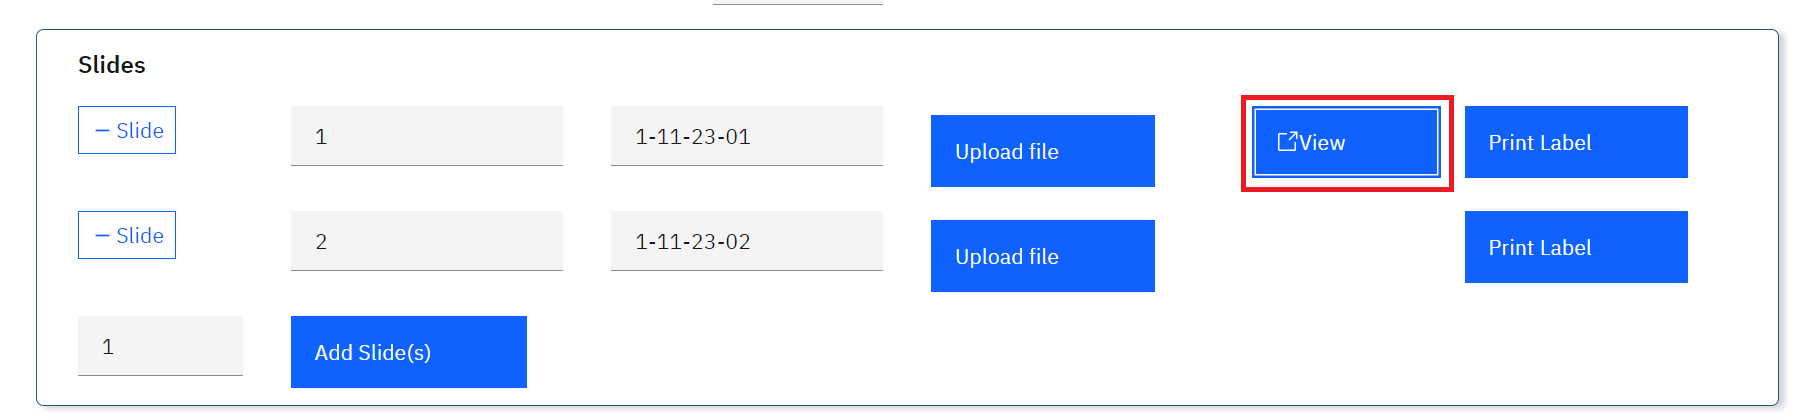 Slides
— Slide 1 1-11-23-01 Upload file View Print Label
— Slide 2 1-11-23-02 Upload file Print Label
1 Add Slide(s)